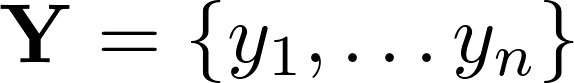 Y = {y₁, … yₙ}